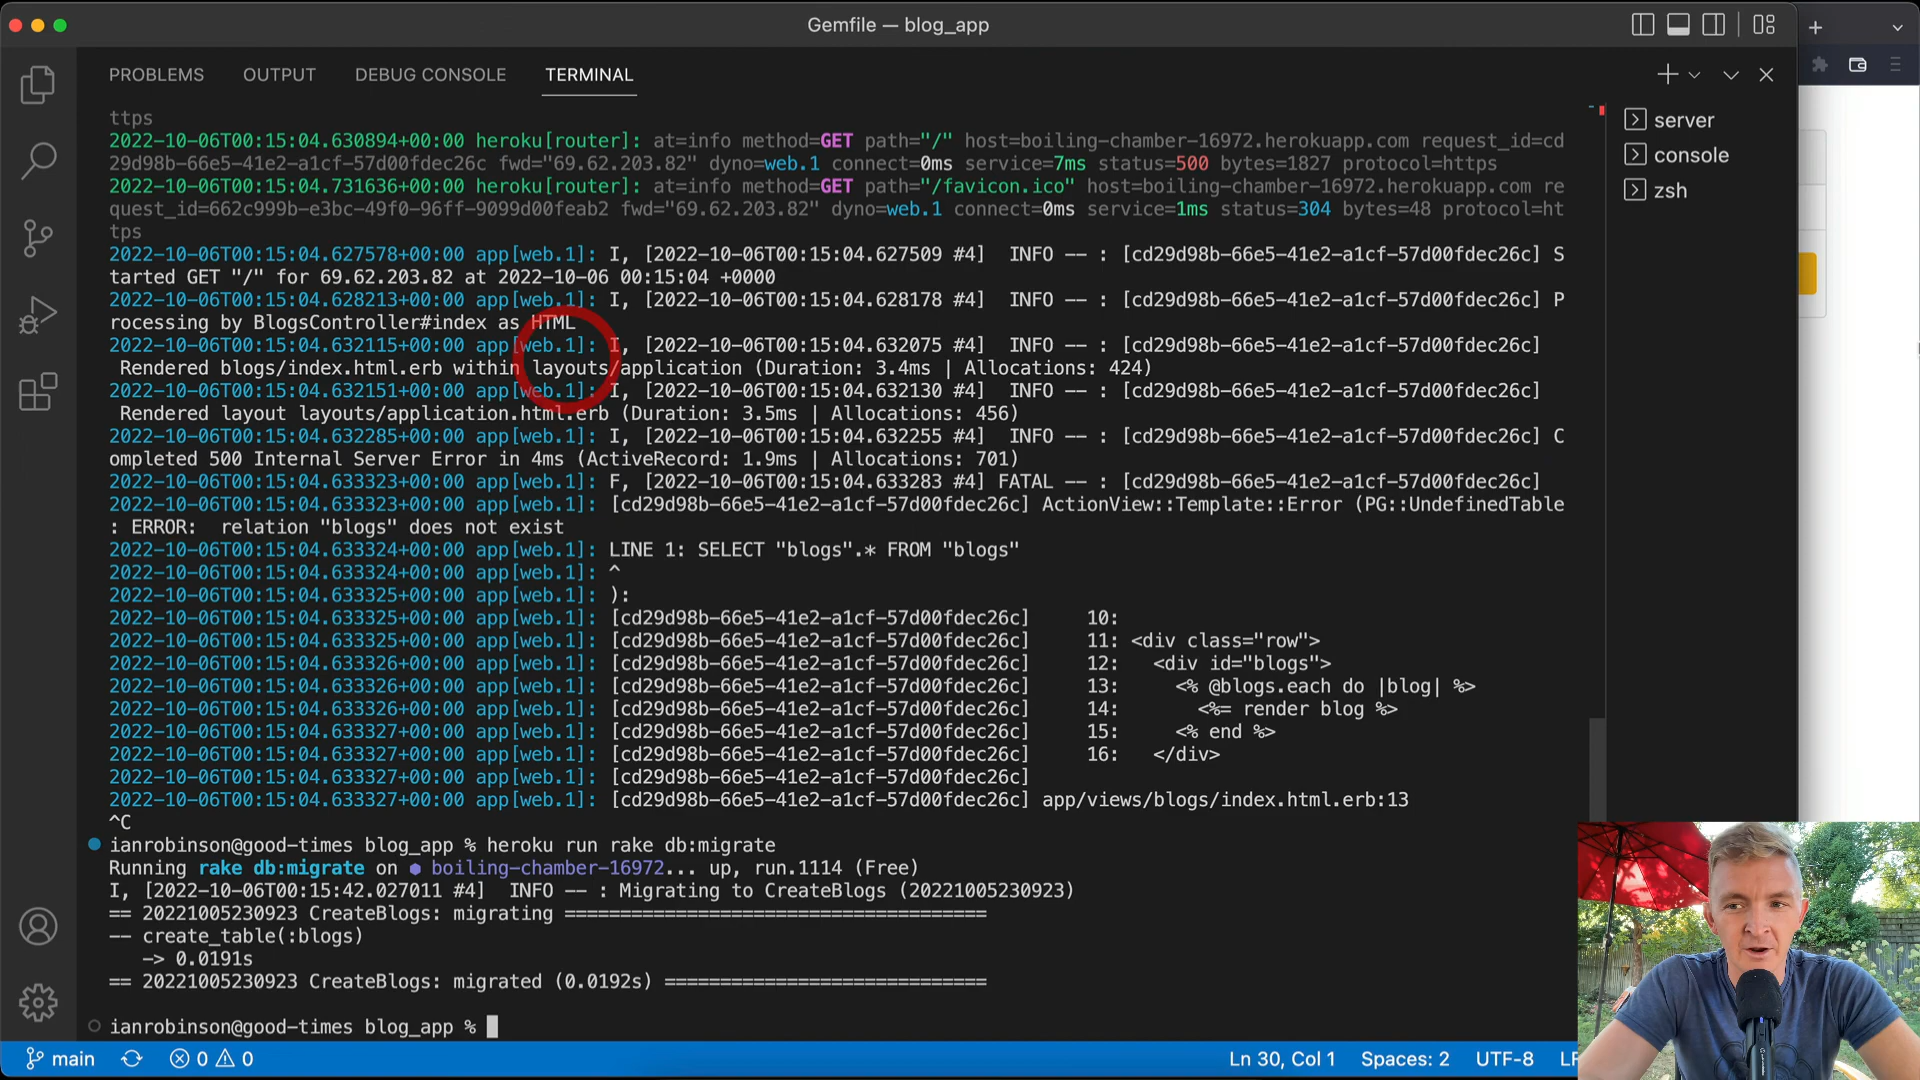 Gemfile — blog_app
PROBLEMS OUTPUT DEBUG CONSOLE TERMINAL
ttps
2022-10-06T00:15:04.630894+00:00 heroku[router]: at=info method=GET path="/" host=boiling-chamber-16972.herokuapp.com request_id=cd
29d98b-66e5-41e2-a1cf-57d00fdec26c fwd="69.62.203.82" dyno=web.1 connect=0ms service=7ms status=500 bytes=1827 protocol=https
2022-10-06T00:15:04.731636+00:00 heroku[router]: at=info method=GET path="/favicon.ico" host=boiling-chamber-16972.herokuapp.com re
quest_id=662c999b-e3bc-49f0-96ff-9099d00feab2 fwd="69.62.203.82" dyno=web.1 connect=0ms service=1ms status=304 bytes=48 protocol=ht
tps
2022-10-06T00:15:04.627578+00:00 app[web.1]: I, [2022-10-06T00:15:04.627509 #4]  INFO -- : [cd29d98b-66e5-41e2-a1cf-57d00fdec26c] S
tarted GET "/" for 69.62.203.82 at 2022-10-06 00:15:04 +0000
2022-10-06T00:15:04.628213+00:00 app[web.1]: I, [2022-10-06T00:15:04.628178 #4]  INFO -- : [cd29d98b-66e5-41e2-a1cf-57d00fdec26c] P
rocessing by BlogsController#index as HTML
2022-10-06T00:15:04.632115+00:00 app[web.1]: I, [2022-10-06T00:15:04.632075 #4]  INFO -- : [cd29d98b-66e5-41e2-a1cf-57d00fdec26c]
Rendered blogs/index.html.erb within layouts/application (Duration: 3.4ms | Allocations: 424)
2022-10-06T00:15:04.632151+00:00 app[web.1]: I, [2022-10-06T00:15:04.632130 #4]  INFO -- : [cd29d98b-66e5-41e2-a1cf-57d00fdec26c]
Rendered layout layouts/application.html.erb (Duration: 3.5ms | Allocations: 456)
2022-10-06T00:15:04.632285+00:00 app[web.1]: I, [2022-10-06T00:15:04.632255 #4]  INFO -- : [cd29d98b-66e5-41e2-a1cf-57d00fdec26c] C
ompleted 500 Internal Server Error in 4ms (ActiveRecord: 1.9ms | Allocations: 701)
2022-10-06T00:15:04.633323+00:00 app[web.1]: F, [2022-10-06T00:15:04.633283 #4] FATAL -- : [cd29d98b-66e5-41e2-a1cf-57d00fdec26c]
2022-10-06T00:15:04.633323+00:00 app[web.1]: [cd29d98b-66e5-41e2-a1cf-57d00fdec26c] ActionView::Template::Error (PG::UndefinedTable
: ERROR:  relation "blogs" does not exist
2022-10-06T00:15:04.633324+00:00 app[web.1]: LINE 1: SELECT "blogs".* FROM "blogs"
2022-10-06T00:15:04.633324+00:00 app[web.1]: ^
2022-10-06T00:15:04.633325+00:00 app[web.1]: ):
2022-10-06T00:15:04.633325+00:00 app[web.1]: [cd29d98b-66e5-41e2-a1cf-57d00fdec26c]     10:
2022-10-06T00:15:04.633325+00:00 app[web.1]: [cd29d98b-66e5-41e2-a1cf-57d00fdec26c]     11: <div class="row">
2022-10-06T00:15:04.633326+00:00 app[web.1]: [cd29d98b-66e5-41e2-a1cf-57d00fdec26c]     12:   <div id="blogs">
2022-10-06T00:15:04.633326+00:00 app[web.1]: [cd29d98b-66e5-41e2-a1cf-57d00fdec26c]     13:     <% @blogs.each do |blog| %>
2022-10-06T00:15:04.633326+00:00 app[web.1]: [cd29d98b-66e5-41e2-a1cf-57d00fdec26c]     14:       <%= render blog %>
2022-10-06T00:15:04.633327+00:00 app[web.1]: [cd29d98b-66e5-41e2-a1cf-57d00fdec26c]     15:     <% end %>
2022-10-06T00:15:04.633327+00:00 app[web.1]: [cd29d98b-66e5-41e2-a1cf-57d00fdec26c]     16:   </div>
2022-10-06T00:15:04.633327+00:00 app[web.1]: [cd29d98b-66e5-41e2-a1cf-57d00fdec26c]
2022-10-06T00:15:04.633327+00:00 app[web.1]: [cd29d98b-66e5-41e2-a1cf-57d00fdec26c] app/views/blogs/index.html.erb:13
^C
ianrobinson@good-times blog_app % heroku run rake db:migrate
Running rake db:migrate on ⬢ boiling-chamber-16972... up, run.1114 (Free)
I, [2022-10-06T00:15:42.027011 #4]  INFO -- : Migrating to CreateBlogs (20221005230923)
== 20221005230923 CreateBlogs: migrating ======================================
-- create_table(:blogs)
-> 0.0191s
== 20221005230923 CreateBlogs: migrated (0.0192s) =============================
ianrobinson@good-times blog_app %
server
console
zsh
main 0 0 Ln 30, Col 1 Spaces: 2 UTF-8 LF